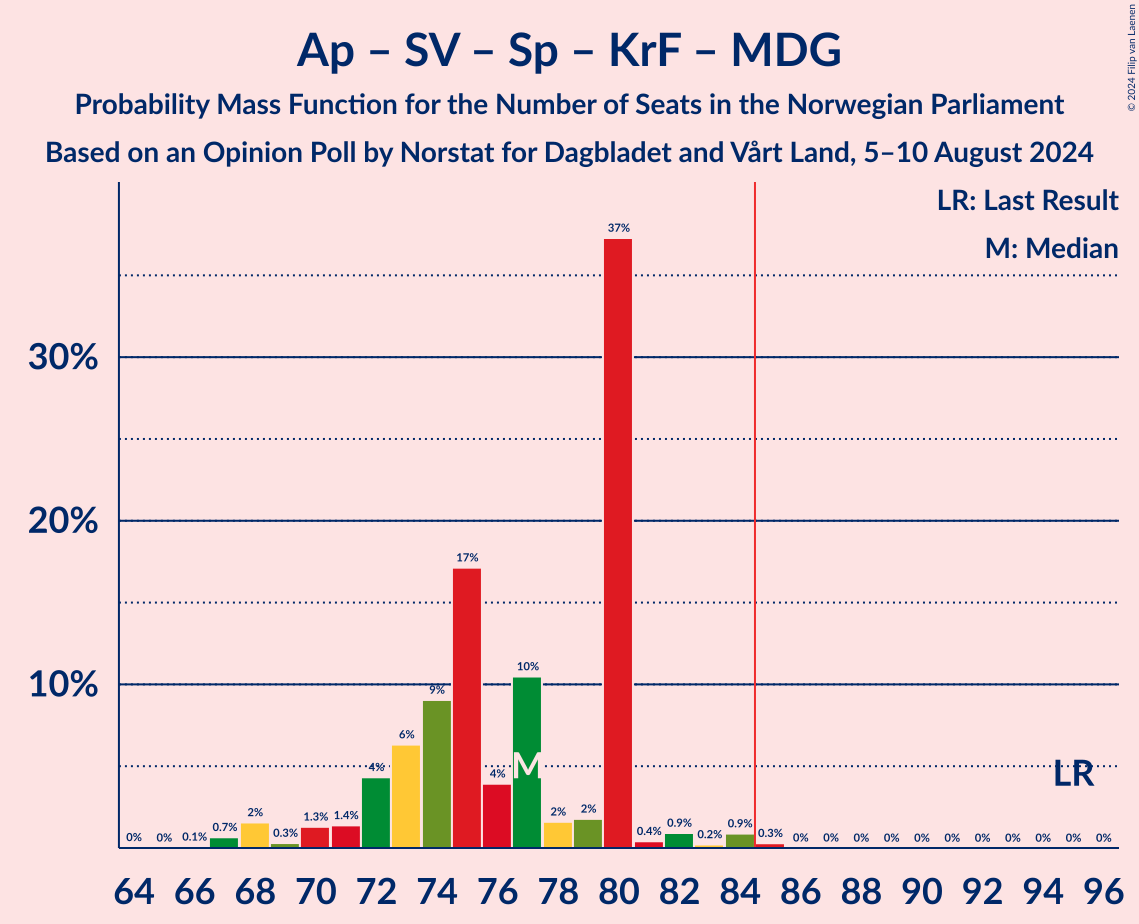 Ap – SV – Sp – KrF – MDG
Probability Mass Function for the Number of Seats in the Norwegian Parliament
Based on an Opinion Poll by Norstat for Dagbladet and Vårt Land, 5–10 August 2024
© 2024 Filip van Laenen
LR: Last Result
M: Median
37%
30%
20%
17%
10%
10%
9%
6%
M
LR
4% 4%
2% 2% 2%
0% 0% 0.1% 0.7% 0.3% 1.3% 1.4% 0.4% 0.9% 0.2% 0.9% 0.3% 0% 0% 0% 0% 0% 0% 0% 0% 0% 0% 0%
64 66 68 70 72 74 76 78 80 82 84 86 88 90 92 94 96